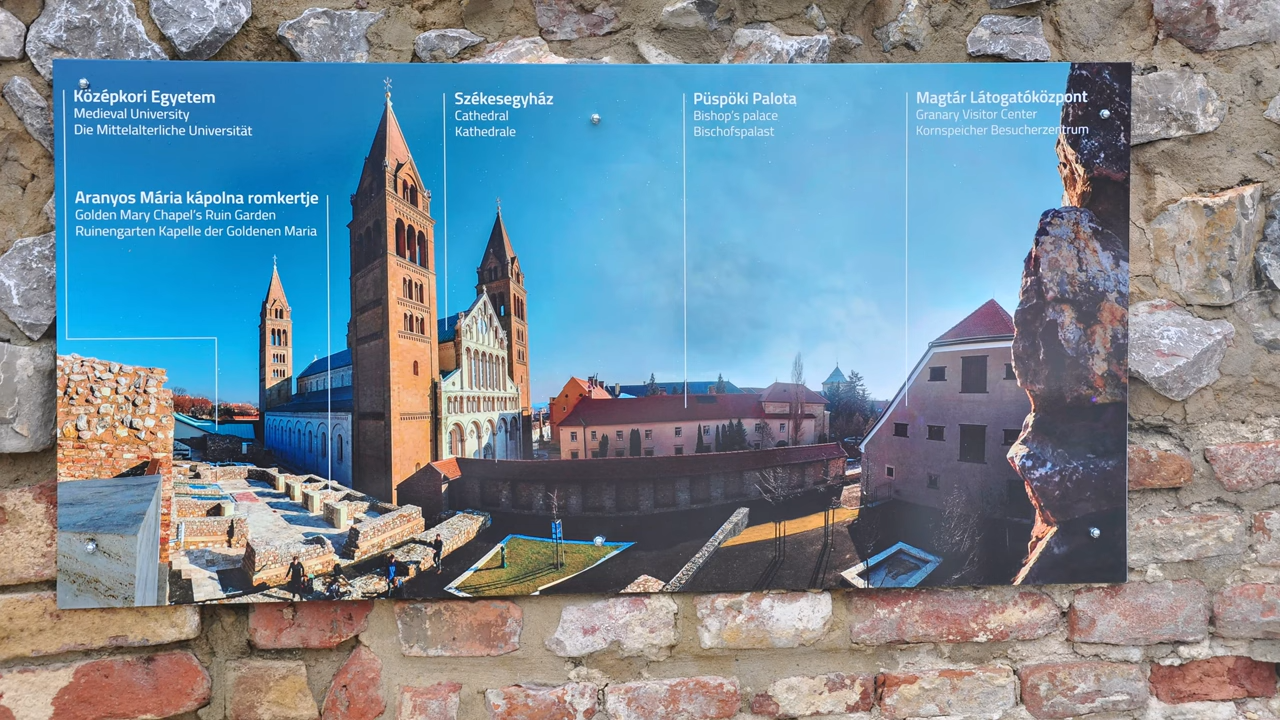 Középkori Egyetem
Medieval University
Die Mittelalterliche Universität
Aranyos Mária kápolna romkertje
Golden Mary Chapel's Ruin Garden
Ruinengarten Kapelle der Goldenen Maria
Székesegyház
Cathedral
Kathedrale
Püspöki Palota
Bishop's palace
Bischofspalast
Magtár Látogatóközpont
Granary Visitor Center
Kornspeicher Besucherzentrum